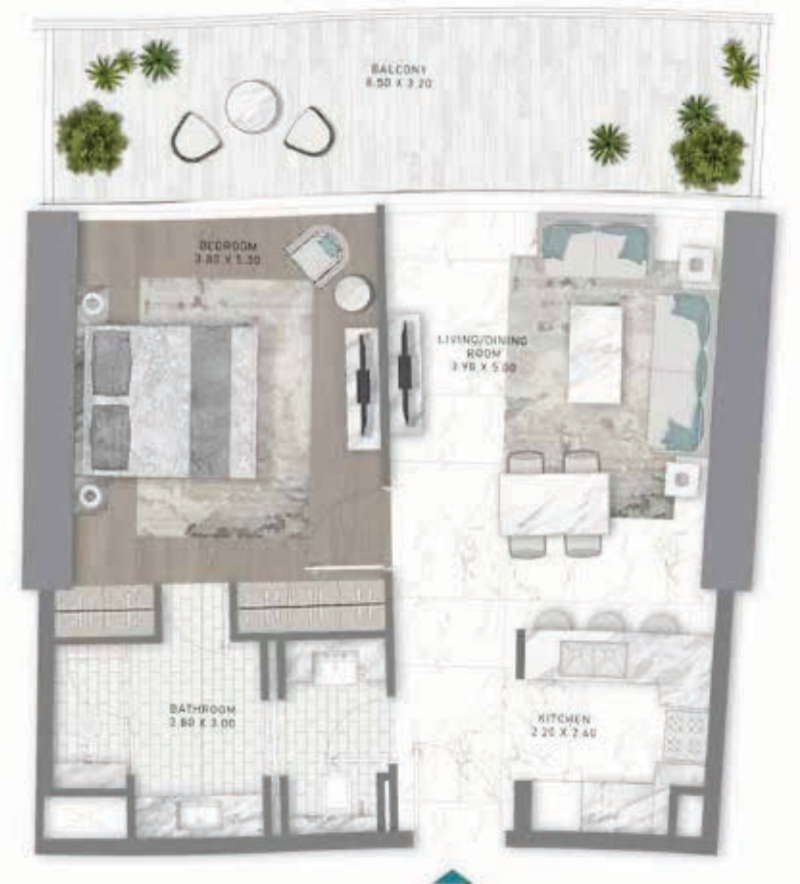 BALCONY
8.50 X 3.20
BEDROOM
3.80 X 5.30
LIVING/DINING
ROOM
3.90 X 5.00
BATHROOM
3.80 X 3.00
KITCHEN
2.20 X 2.40